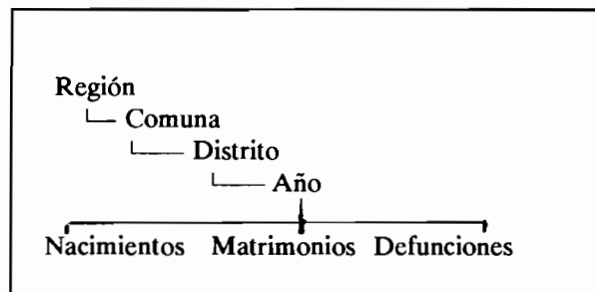 Región
Comuna
Distrito
Año
Nacimientos Matrimonios Defunciones